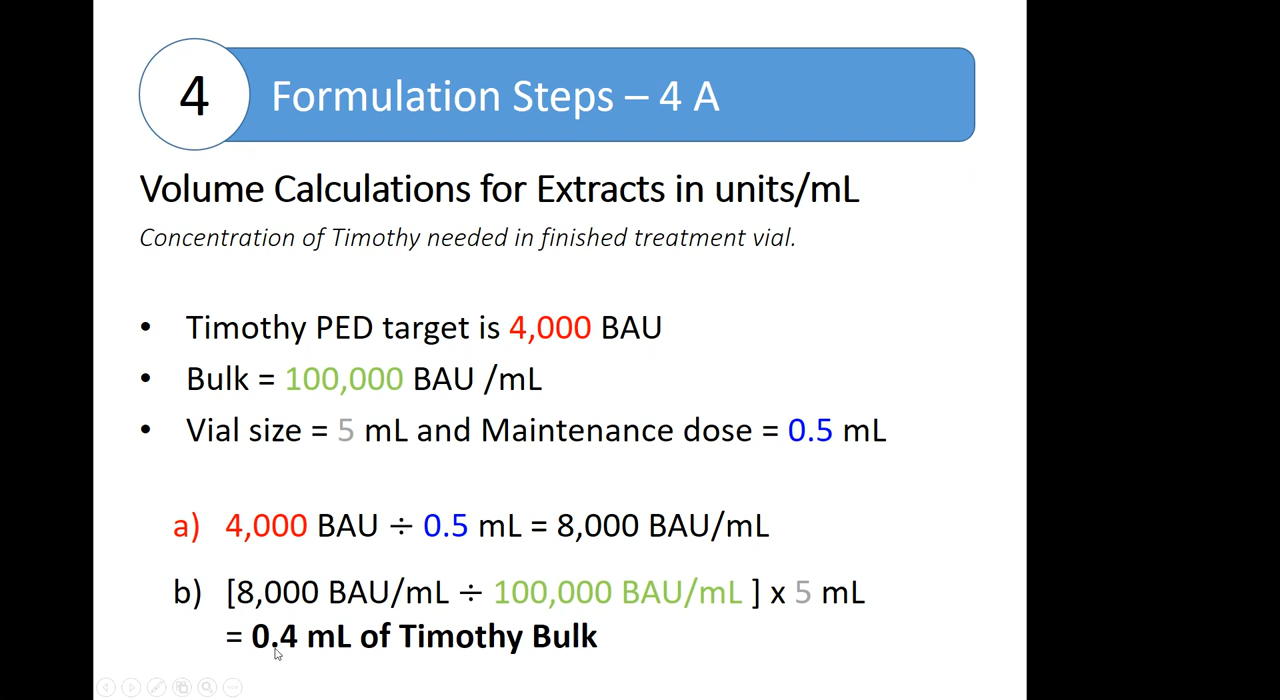 4
Formulation Steps – 4 A
Volume Calculations for Extracts in units/mL
Concentration of Timothy needed in finished treatment vial.
• Timothy PED target is 4,000 BAU
• Bulk = 100,000 BAU /mL
• Vial size = 5 mL and Maintenance dose = 0.5 mL
a) 4,000 BAU ÷ 0.5 mL = 8,000 BAU/mL
b) [8,000 BAU/mL ÷ 100,000 BAU/mL ] x 5 mL
= 0.4 mL of Timothy Bulk